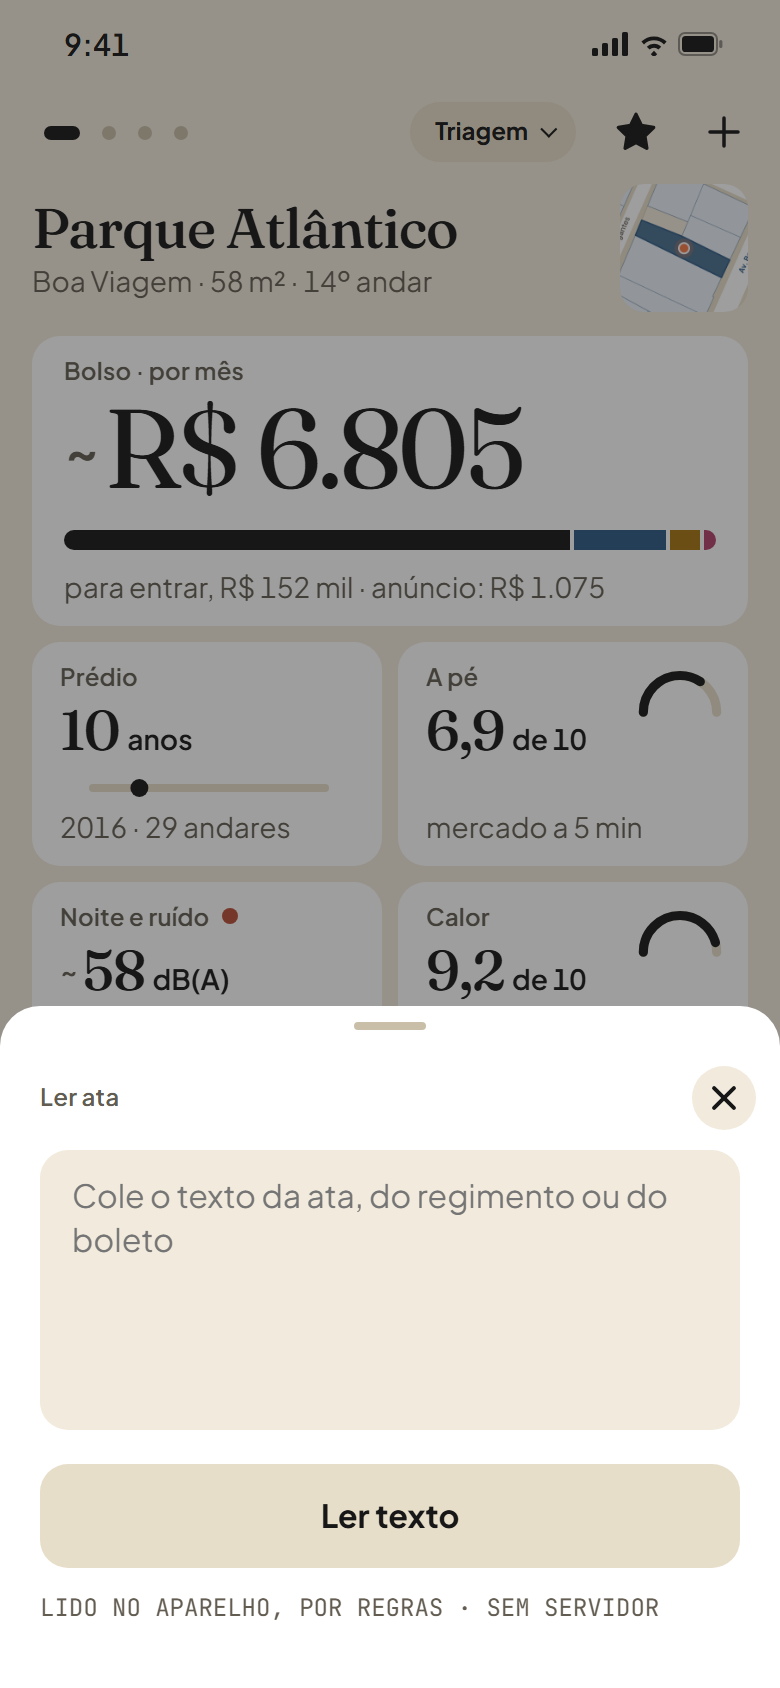 9:41
Triagem
Parque Atlântico
Boa Viagem · 58 m² · 14º andar
Bolso · por mês
~R$ 6.805
para entrar, R$ 152 mil · anúncio: R$ 1.075
Prédio
10 anos
2016 · 29 andares
A pé
6,9 de 10
mercado a 5 min
Noite e ruído
~58 dB(A)
Calor
9,2 de 10
Ler ata
Cole o texto da ata, do regimento ou do
boleto
Ler texto
LIDO NO APARELHO, POR REGRAS · SEM SERVIDOR